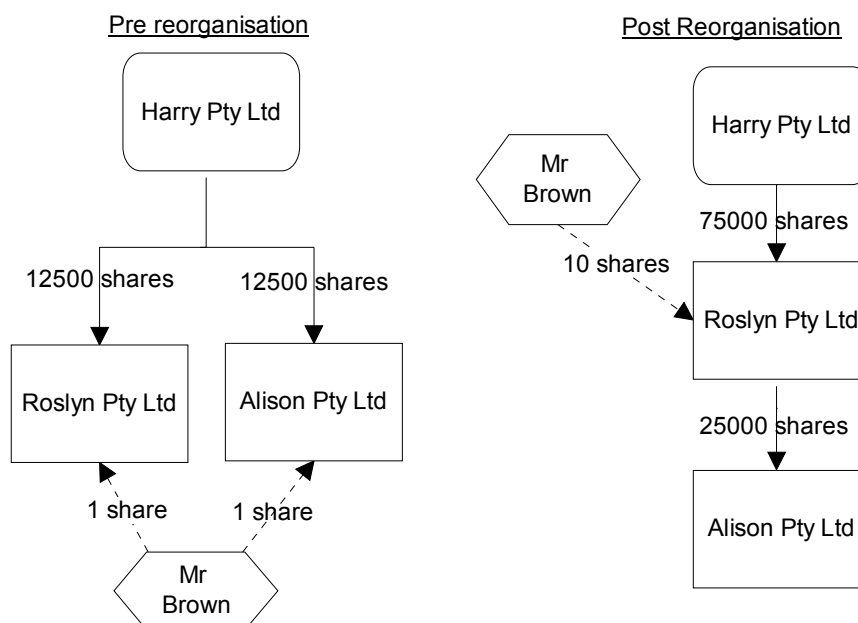 Pre reorganisation
Harry Pty Ltd
12500 shares
12500 shares
Roslyn Pty Ltd
Alison Pty Ltd
1 share
1 share
Mr
Brown
Post Reorganisation
Harry Pty Ltd
Mr
Brown
75000 shares
10 shares
Roslyn Pty Ltd
25000 shares
Alison Pty Ltd